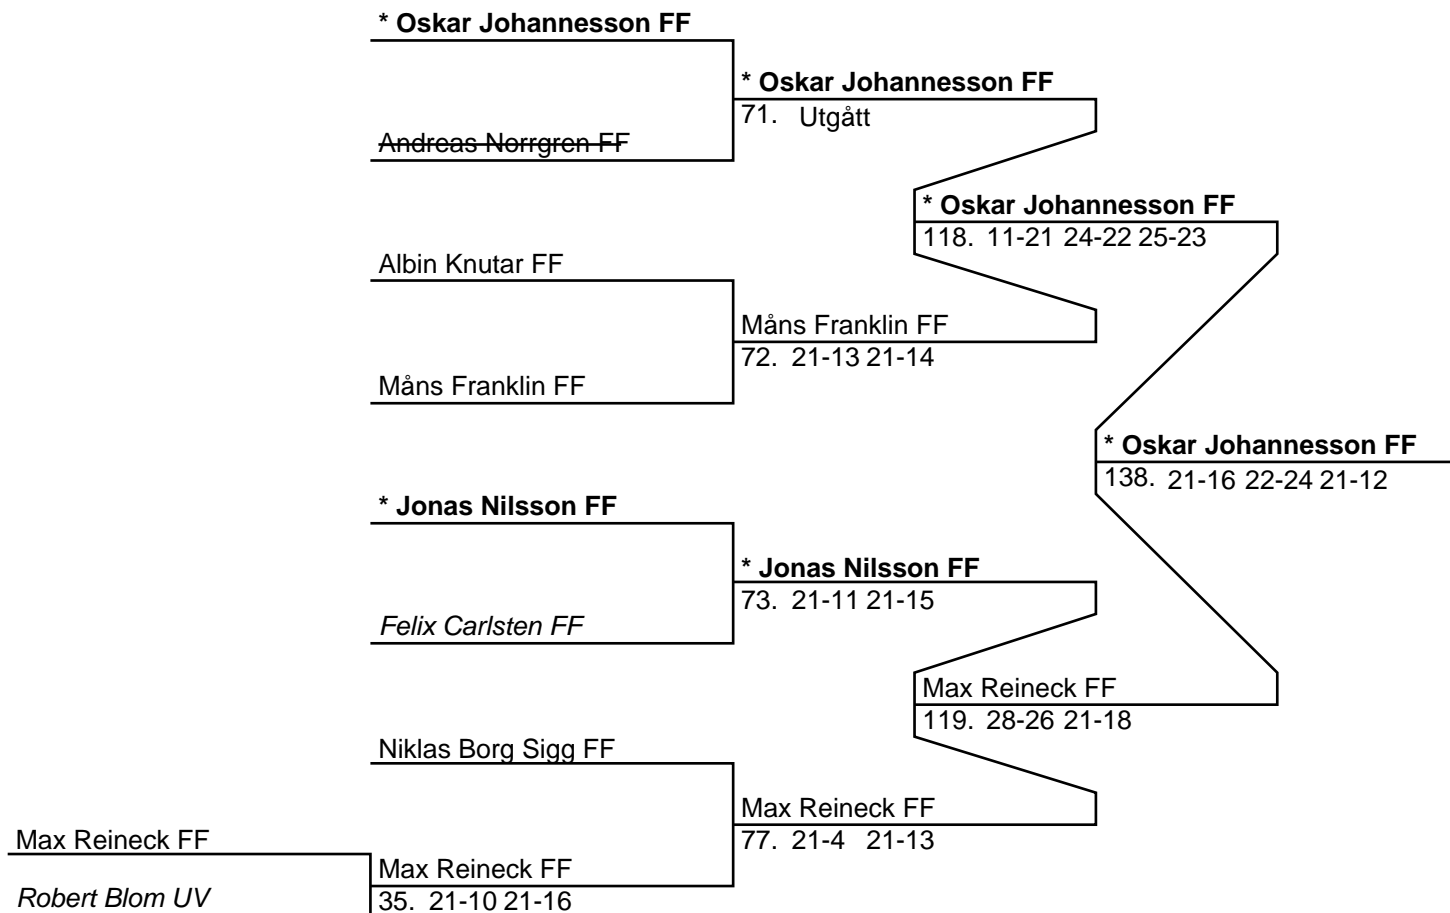 * Oskar Johannesson FF
* Oskar Johannesson FF
71. Utgått
Andreas Norrgren FF
* Oskar Johannesson FF
118. 11-21 24-22 25-23
Albin Knutar FF
Måns Franklin FF
72. 21-13 21-14
Måns Franklin FF
* Oskar Johannesson FF
138. 21-16 22-24 21-12
* Jonas Nilsson FF
* Jonas Nilsson FF
73. 21-11 21-15
Felix Carlsten FF
Max Reineck FF
119. 28-26 21-18
Niklas Borg Sigg FF
Max Reineck FF
77. 21-4 21-13
Max Reineck FF
Max Reineck FF
Robert Blom UV
35. 21-10 21-16